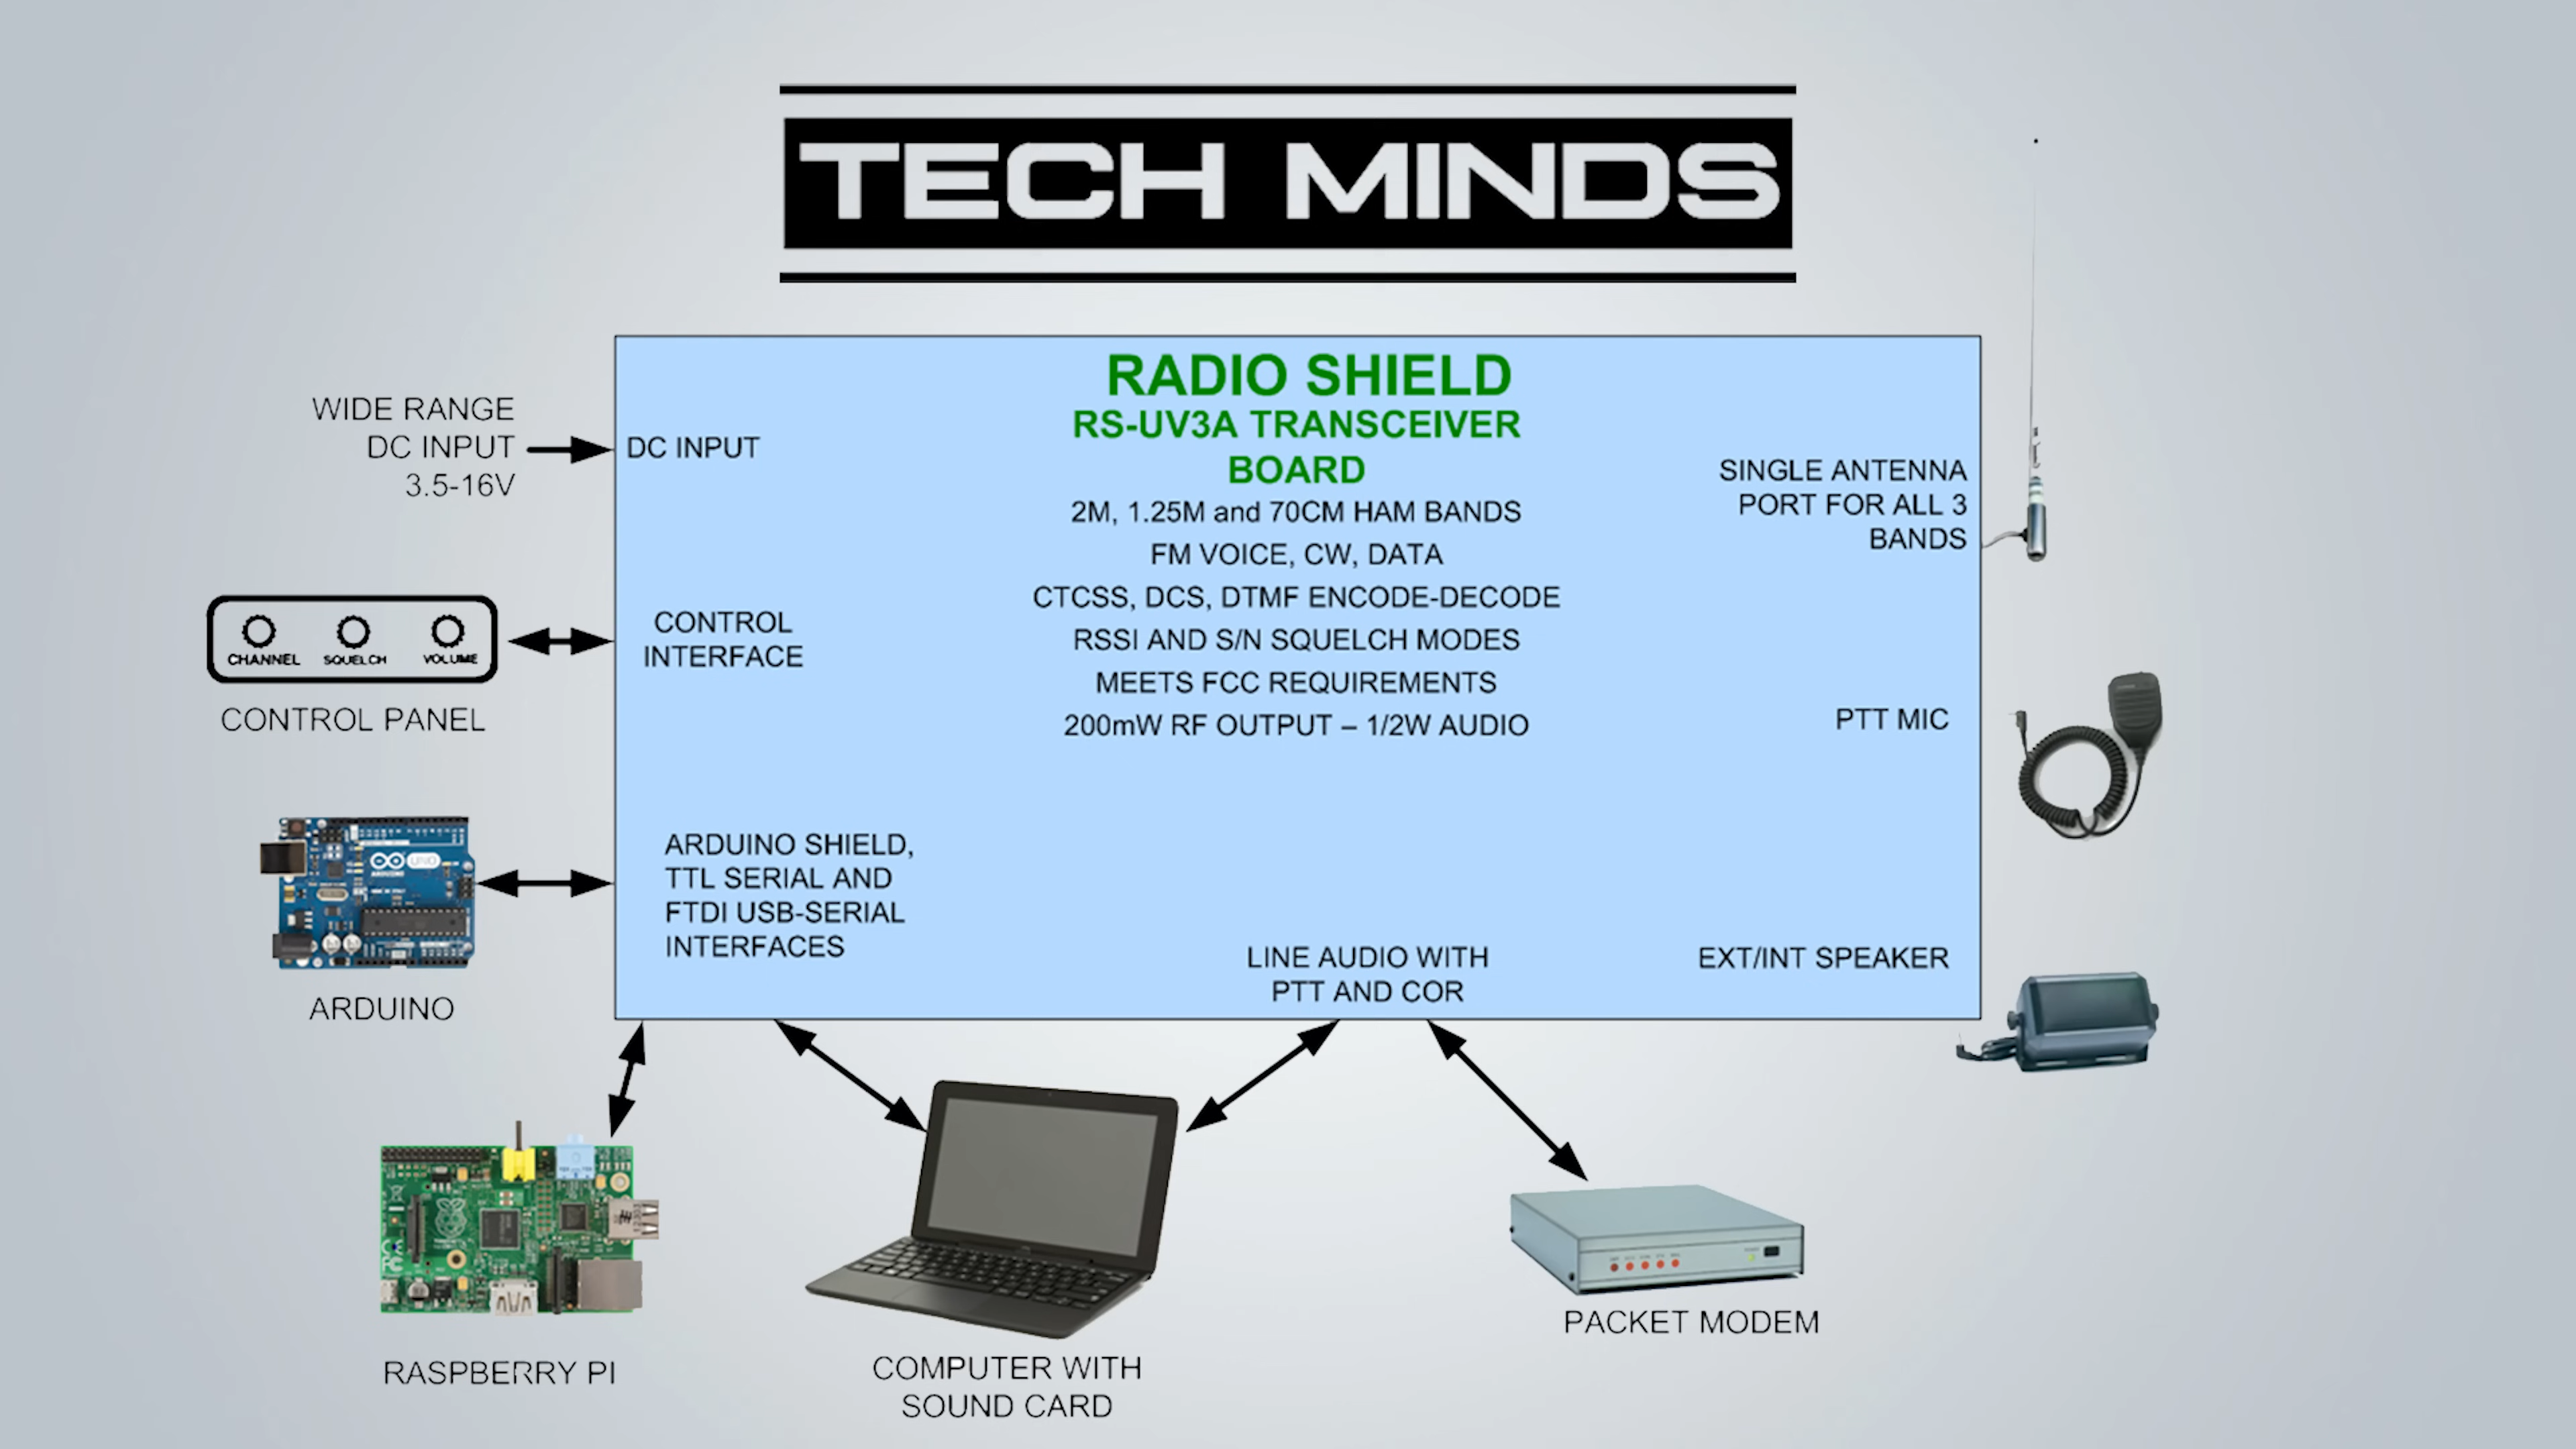 TECH MINDS
RADIO SHIELD
RS-UV3A TRANSCEIVER
BOARD
2M, 1.25M and 70CM HAM BANDS
FM VOICE, CW, DATA
CTCSS, DCS, DTMF ENCODE-DECODE
RSSI AND S/N SQUELCH MODES
MEETS FCC REQUIREMENTS
200mW RF OUTPUT – 1/2W AUDIO
WIDE RANGE
DC INPUT
3.5-16V
DC INPUT
SINGLE ANTENNA
PORT FOR ALL 3
BANDS
CHANNEL
SQUELCH
VOLUME
CONTROL PANEL
CONTROL
INTERFACE
PTT MIC
UNO
ARDUINO
ARDUINO
ARDUINO SHIELD,
TTL SERIAL AND
FTDI USB-SERIAL
INTERFACES
LINE AUDIO WITH
PTT AND COR
EXT/INT SPEAKER
RASPBERRY PI
COMPUTER WITH
SOUND CARD
PACKET MODEM